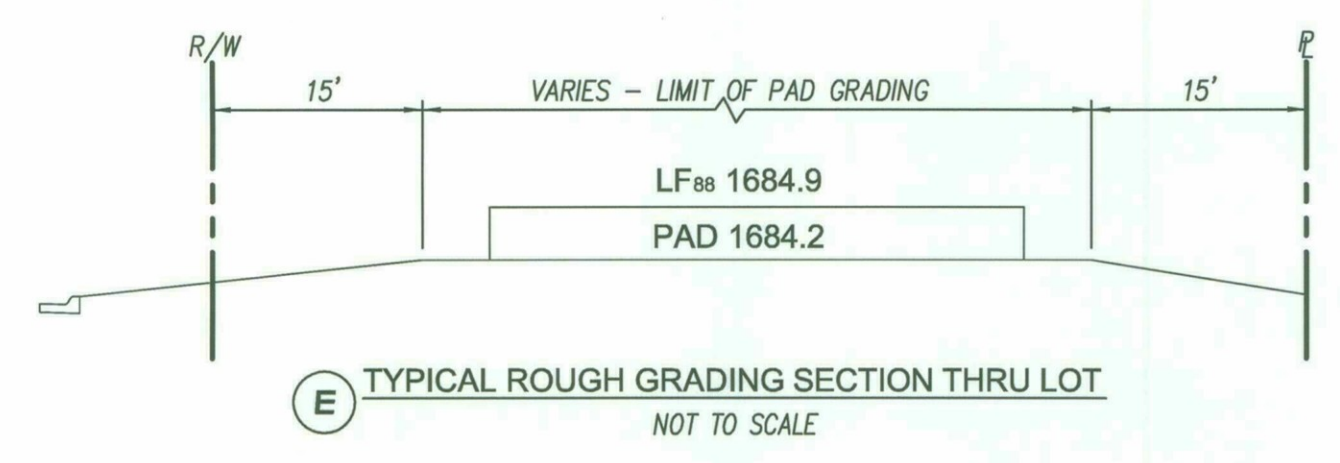 R/W
℄
15'
VARIES - LIMIT OF PAD GRADING
15'
LF88 1684.9
PAD 1684.2
E
TYPICAL ROUGH GRADING SECTION THRU LOT
NOT TO SCALE